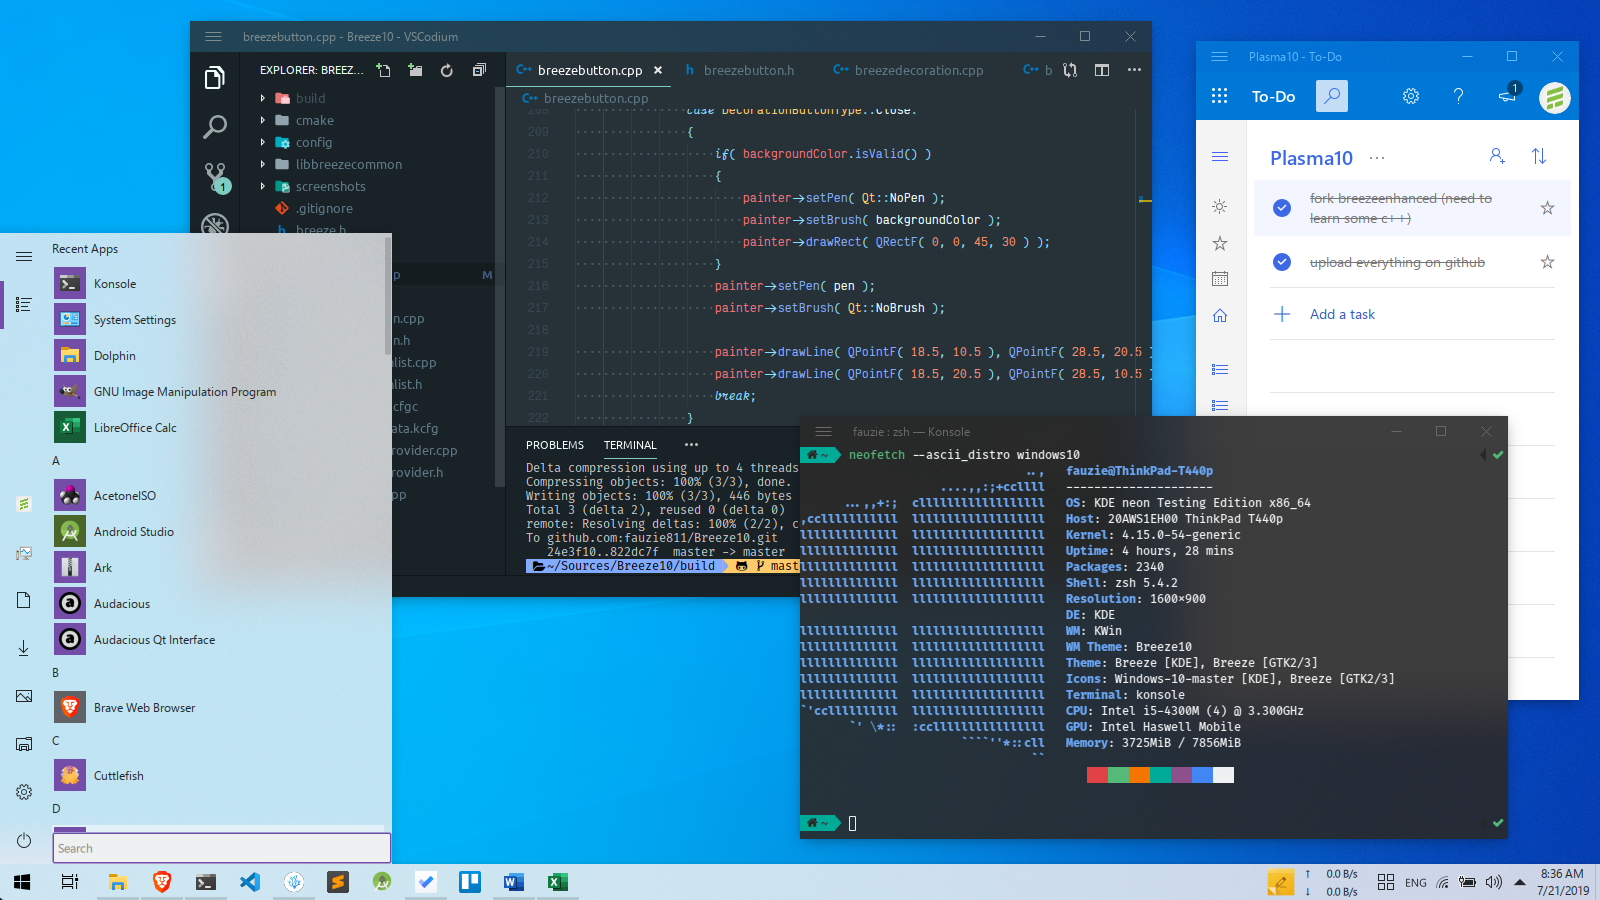 breezebutton.cpp - Breeze10 - VSCodium
EXPLORER: BREEZ...
build
cmake
config
libbreezecommon
screenshots
.gitignore
breeze.h
p
M
n.cpp
n.h
nlist.cpp
nlist.h
cfgc
ata.kcfg
rovider.cpp
rovider.h
pp
1
breezebutton.cpp
breezebutton.h
breezedecoration.cpp
b
breezebutton.cpp
case DecorationButtonType::Close:
209 {
210 if( backgroundColor.isValid() )
211 {
212 painter->setPen( Qt::NoPen );
213 painter->setBrush( backgroundColor );
214 painter->drawRect( QRectF( 0, 0, 45, 30 ) );
215 }
216 painter->setPen( pen );
217 painter->setBrush( Qt::NoBrush );
218
219 painter->drawLine( QPointF( 18.5, 10.5 ), QPointF( 28.5, 20.5 )
220 painter->drawLine( QPointF( 18.5, 20.5 ), QPointF( 28.5, 10.5 )
221 break;
222 }
PROBLEMS TERMINAL
Delta compression using up to 4 threads
Compressing objects: 100% (3/3), done.
Writing objects: 100% (3/3), 446 bytes
Total 3 (delta 2), reused 0 (delta 0)
remote: Resolving deltas: 100% (2/2), c
To github.com:fauzie811/Breeze10.git
24e3f10..822dc7f master -> master
~/Sources/Breeze10/build mast
Recent Apps
Konsole
System Settings
Dolphin
GNU Image Manipulation Program
LibreOffice Calc
A
AcetoneISO
Android Studio
Ark
Audacious
Audacious Qt Interface
B
Brave Web Browser
C
Cuttlefish
D
Search
Plasma10 - To-Do
To-Do
1
Plasma10
fork breezeenhanced (need to
learn some c++)
upload everything on github
Add a task
fauzie : zsh — Konsole
~ neofetch --ascii_distro windows10
fauzie@ThinkPad-T440p
---------------------
OS: KDE neon Testing Edition x86_64
Host: 20AWS1EH00 ThinkPad T440p
Kernel: 4.15.0-54-generic
Uptime: 4 hours, 28 mins
Packages: 2340
Shell: zsh 5.4.2
Resolution: 1600x900
DE: KDE
WM: KWin
WM Theme: Breeze10
Theme: Breeze [KDE], Breeze [GTK2/3]
Icons: Windows-10-master [KDE], Breeze [GTK2/3]
Terminal: konsole
CPU: Intel i5-4300M (4) @ 3.300GHz
GPU: Intel Haswell Mobile
Memory: 3725MiB / 7856MiB
~
↑ 0.0 B/s
↓ 0.0 B/s
ENG
8:36 AM
7/21/2019